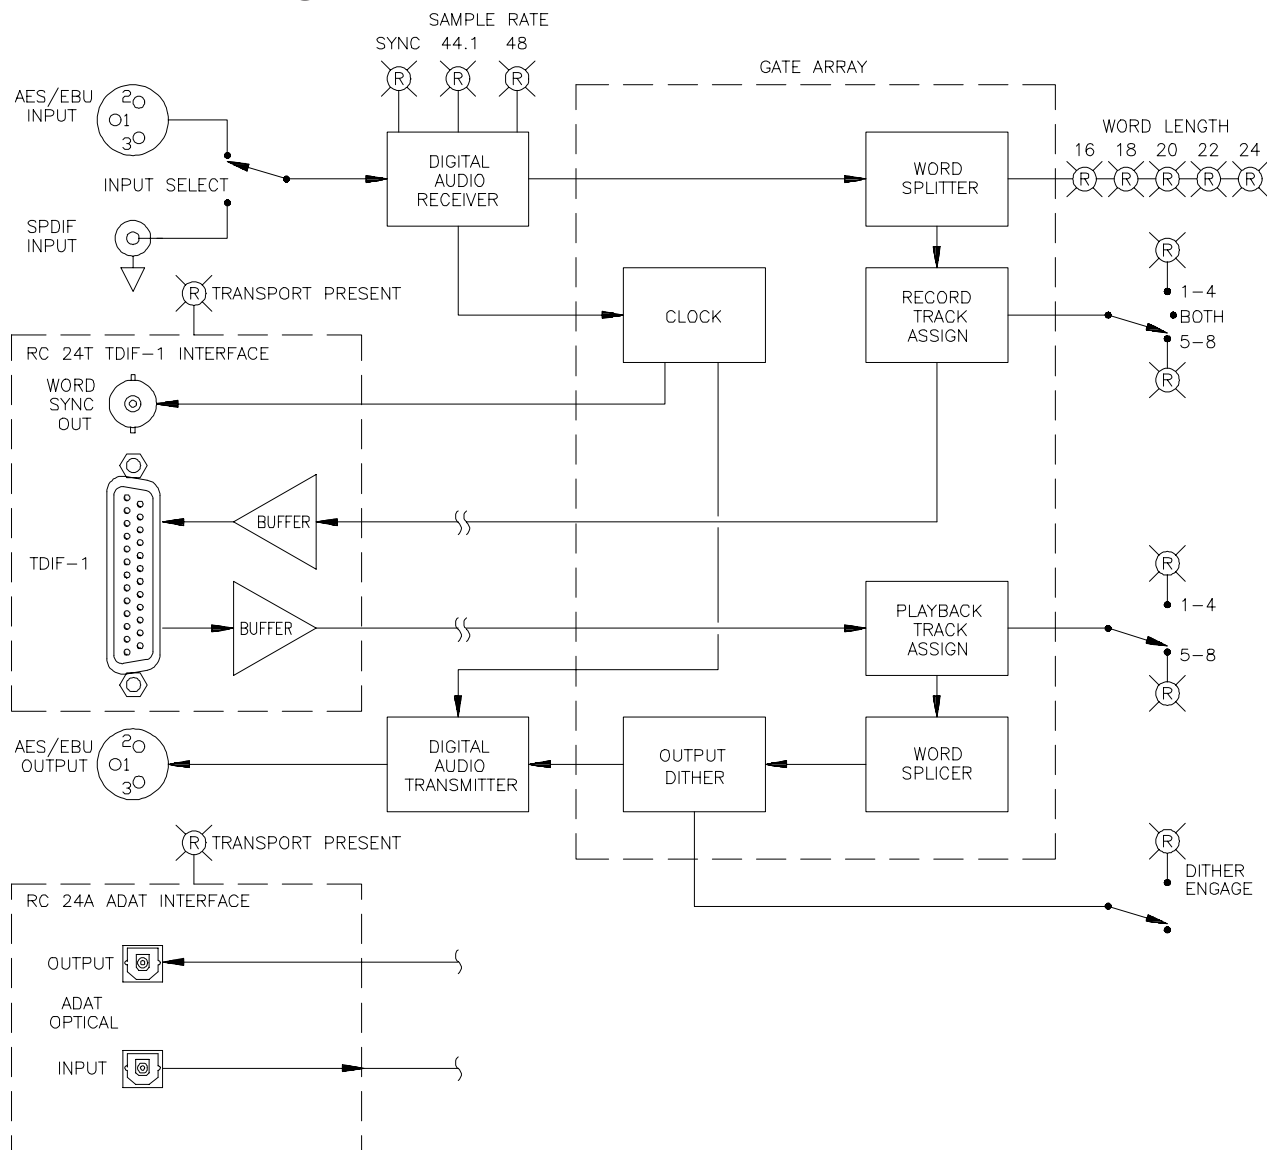 SAMPLE RATE
SYNC 44.1 48
R R R
GATE ARRAY
AES/EBU
INPUT
2
1
3
INPUT SELECT
SPDIF
INPUT
DIGITAL
AUDIO
RECEIVER
WORD
SPLITTER
WORD LENGTH
16 18 20 22 24
R R R R R
R
TRANSPORT PRESENT
CLOCK
RECORD
TRACK
ASSIGN
R
1-4
BOTH
5-8
R
RC 24T TDIF-1 INTERFACE
WORD
SYNC
OUT
TDIF-1
BUFFER
BUFFER
PLAYBACK
TRACK
ASSIGN
R
1-4
5-8
R
AES/EBU
OUTPUT
2
1
3
DIGITAL
AUDIO
TRANSMITTER
OUTPUT
DITHER
WORD
SPLICER
R
TRANSPORT PRESENT
R
DITHER
ENGAGE
RC 24A ADAT INTERFACE
OUTPUT
ADAT
OPTICAL
INPUT